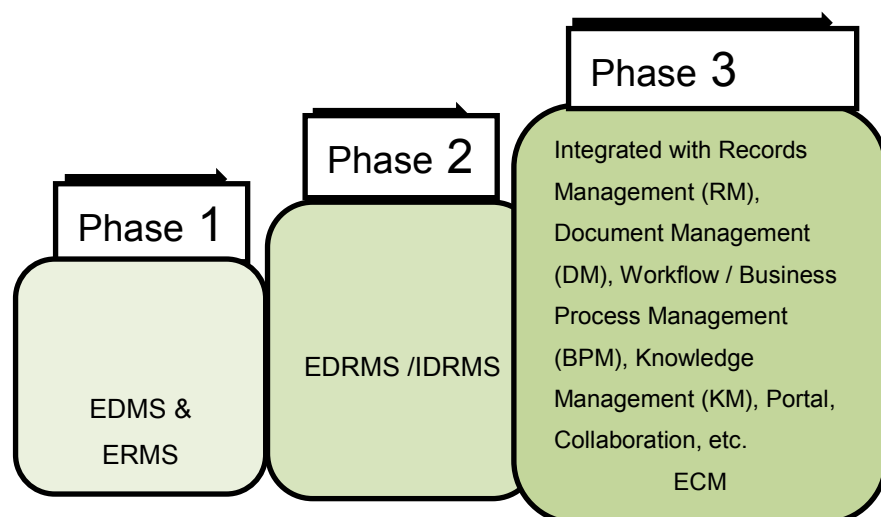 Phase 1
EDMS &
ERMS
Phase 2
EDRMS /IDRMS
Phase 3
Integrated with Records
Management (RM),
Document Management
(DM), Workflow / Business
Process Management
(BPM), Knowledge
Management (KM), Portal,
Collaboration, etc.
ECM